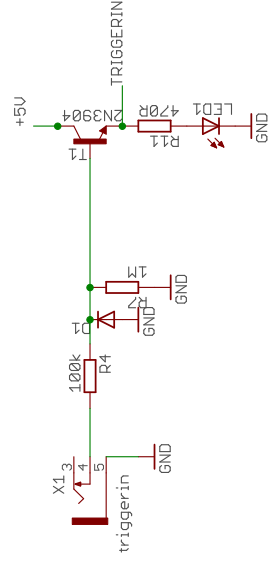 TRIGGERIN
+5V
2N3904
T1
470R
R11
LED1
GND
1M
R7
GND
D1
GND
100k
R4
X1
3
4
5
GND
triggerin